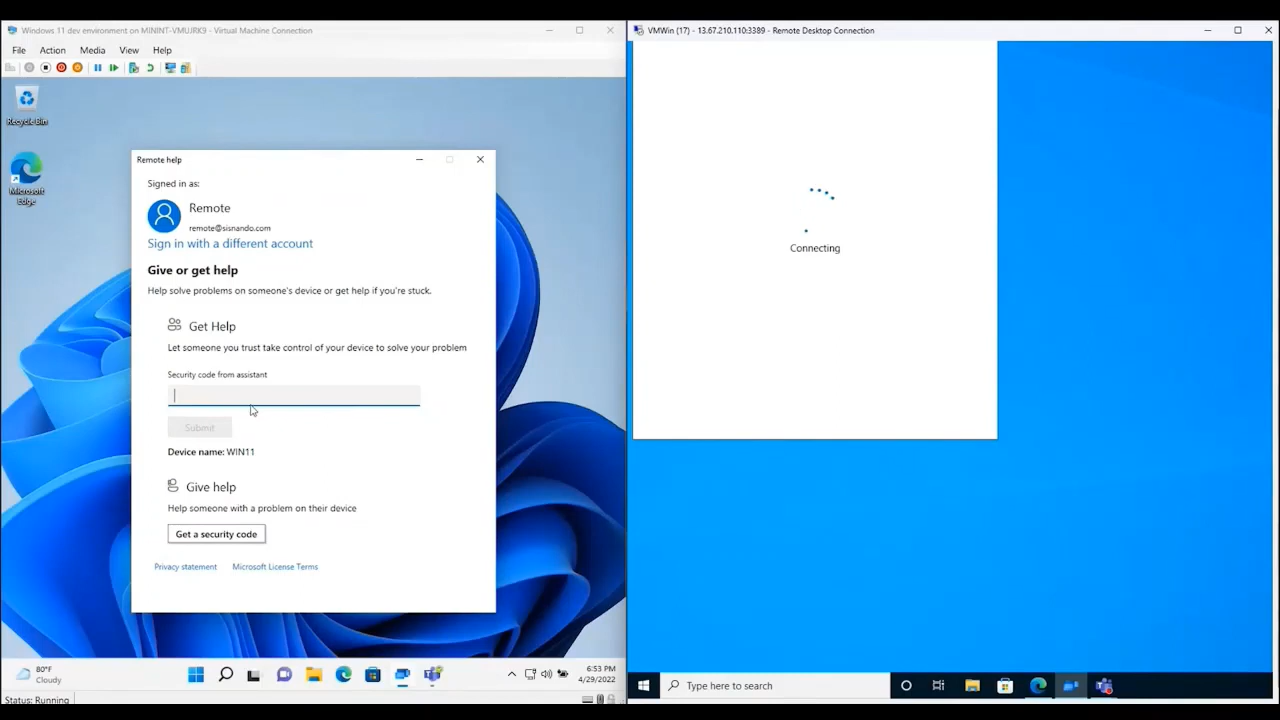 Windows 11 dev environment on MININT-VMUJRK9 - Virtual Machine Connection
File Action Media View Help
Recycle Bin
Microsoft
Edge
Remote help
Signed in as:
Remote
remote@sisnando.com
Sign in with a different account
Give or get help
Help solve problems on someone's device or get help if you're stuck.
Get Help
Let someone you trust take control of your device to solve your problem
Security code from assistant
Submit
Device name: WIN11
Give help
Help someone with a problem on their device
Get a security code
Privacy statement Microsoft License Terms
80°F
Cloudy
6:53 PM
4/29/2022
Status: Running
VMWin (17) - 13.67.210.110:3389 - Remote Desktop Connection
Connecting
Type here to search